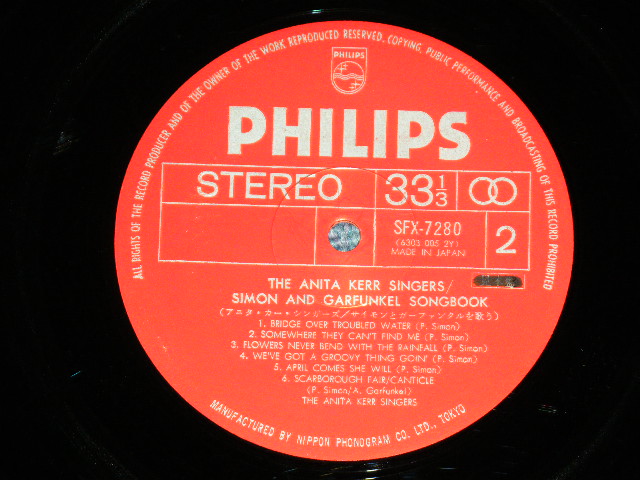 ALL RIGHTS OF THE RECORD PRODUCER AND OF THE OWNER OF THE WORK REPRODUCED RESERVED. COPYING, PUBLIC PERFORMANCE AND BROADCASTING OF THIS RECORD PROHIBITED
PHILIPS
PHILIPS
STEREO 33 1/3
SFX-7280
(6303 005 2Y)
MADE IN JAPAN
2
THE ANITA KERR SINGERS/
SIMON AND GARFUNKEL SONGBOOK
(アニタ・カー・シンガーズ/サイモンとガーファンクルを歌う)
1. BRIDGE OVER TROUBLED WATER (P. Simon)
2. SOMEWHERE THEY CAN'T FIND ME (P. Simon)
3. FLOWERS NEVER BEND WITH THE RAINFALL (P. Simon)
4. WE'VE GOT A GROOVY THING GOIN' (P. Simon)
5. APRIL COMES SHE WILL (P. Simon)
6. SCARBOROUGH FAIR/CANTICLE
(P. Simon/A. Garfunkel)
THE ANITA KERR SINGERS
MANUFACTURED BY NIPPON PHONOGRAM CO. LTD., TOKYO